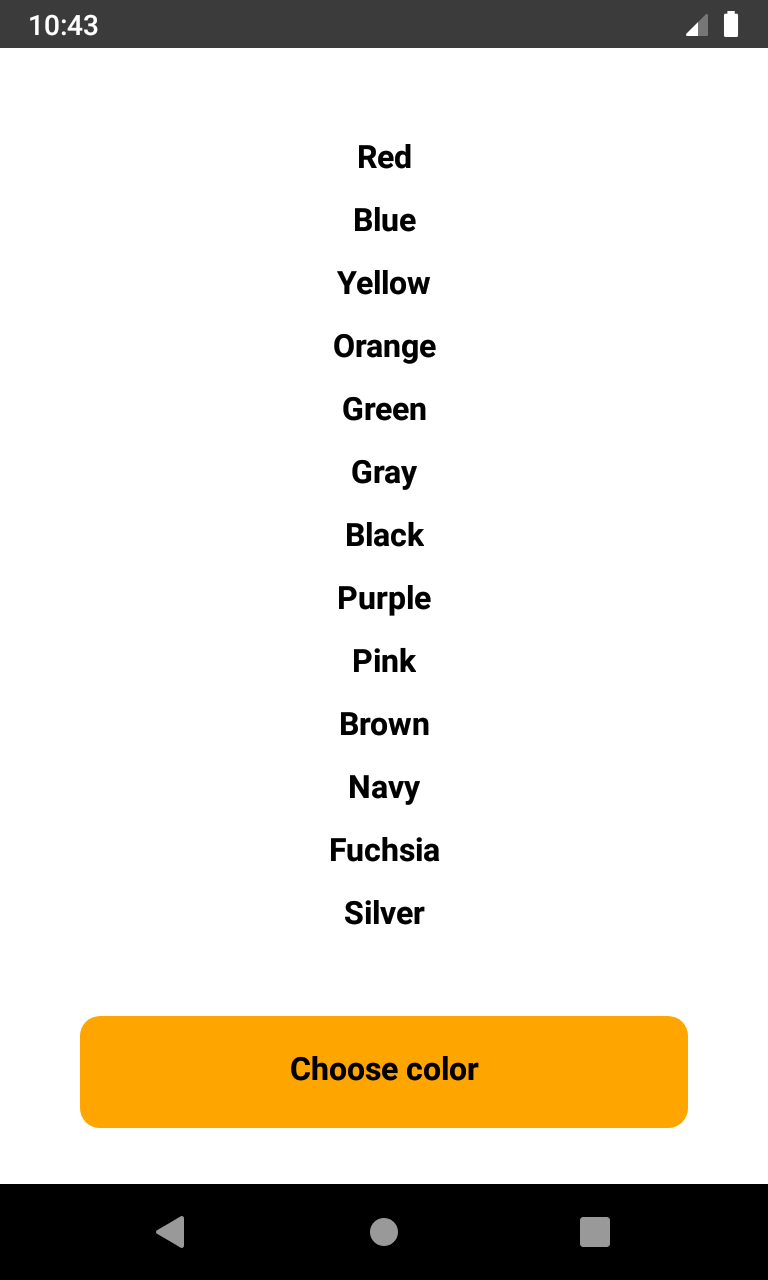 10:43
Red
Blue
Yellow
Orange
Green
Gray
Black
Purple
Pink
Brown
Navy
Fuchsia
Silver
Choose color